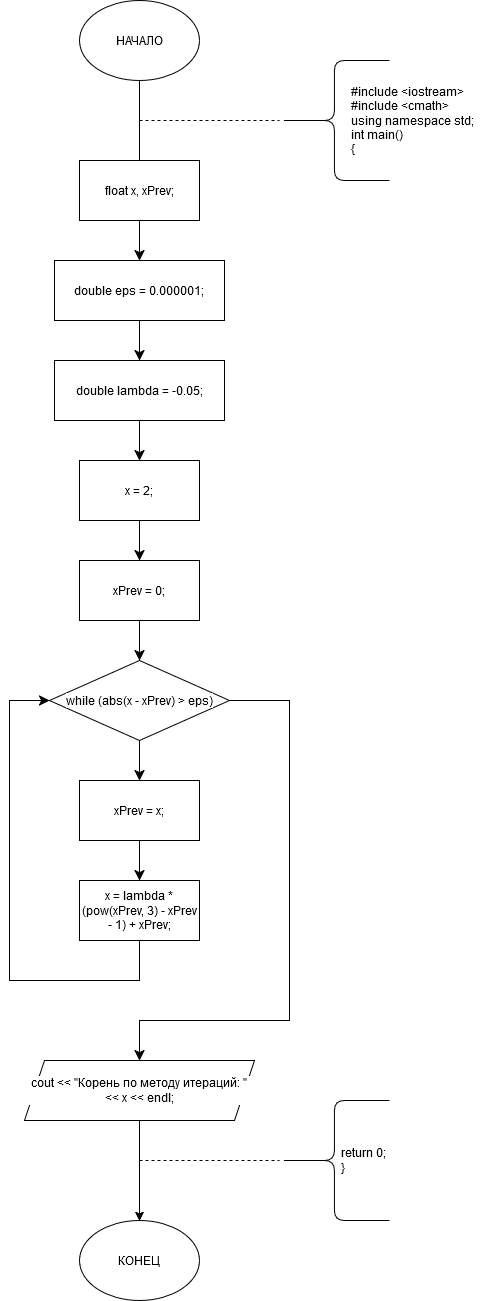 НАЧАЛО
#include <iostream>
#include <cmath>
using namespace std;
int main()
{
float x, xPrev;
double eps = 0.000001;
double lambda = -0.05;
x = 2;
xPrev = 0;
while (abs(x - xPrev) > eps)
xPrev = x;
x = lambda *
(pow(xPrev, 3) - xPrev
- 1) + xPrev;
cout << "Корень по методу итераций: "
<< x << endl;
return 0;
}
КОНЕЦ